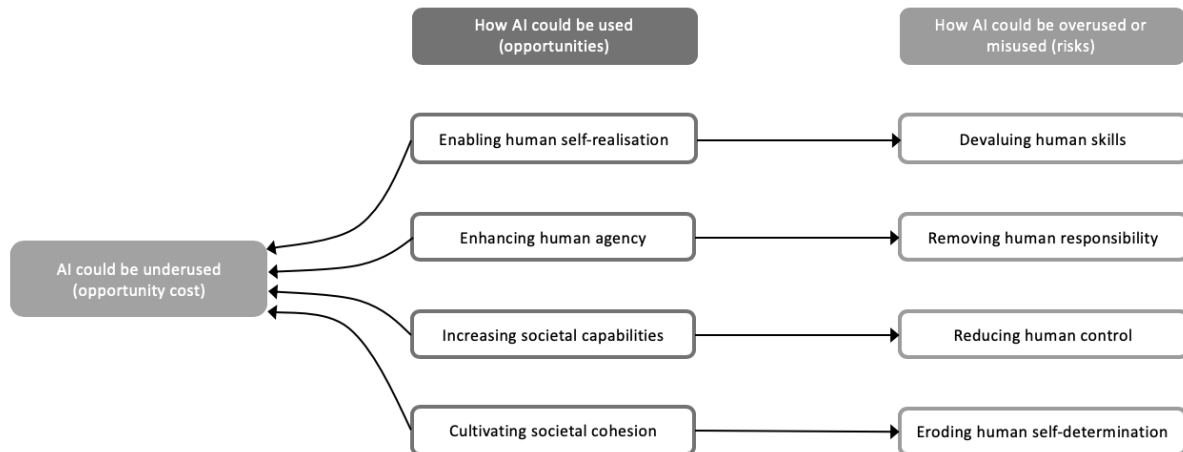 How AI could be used
(opportunities)
How AI could be overused or
misused (risks)
Enabling human self-realisation
Devaluing human skills
Enhancing human agency
Removing human responsibility
AI could be underused
(opportunity cost)
Increasing societal capabilities
Reducing human control
Cultivating societal cohesion
Eroding human self-determination